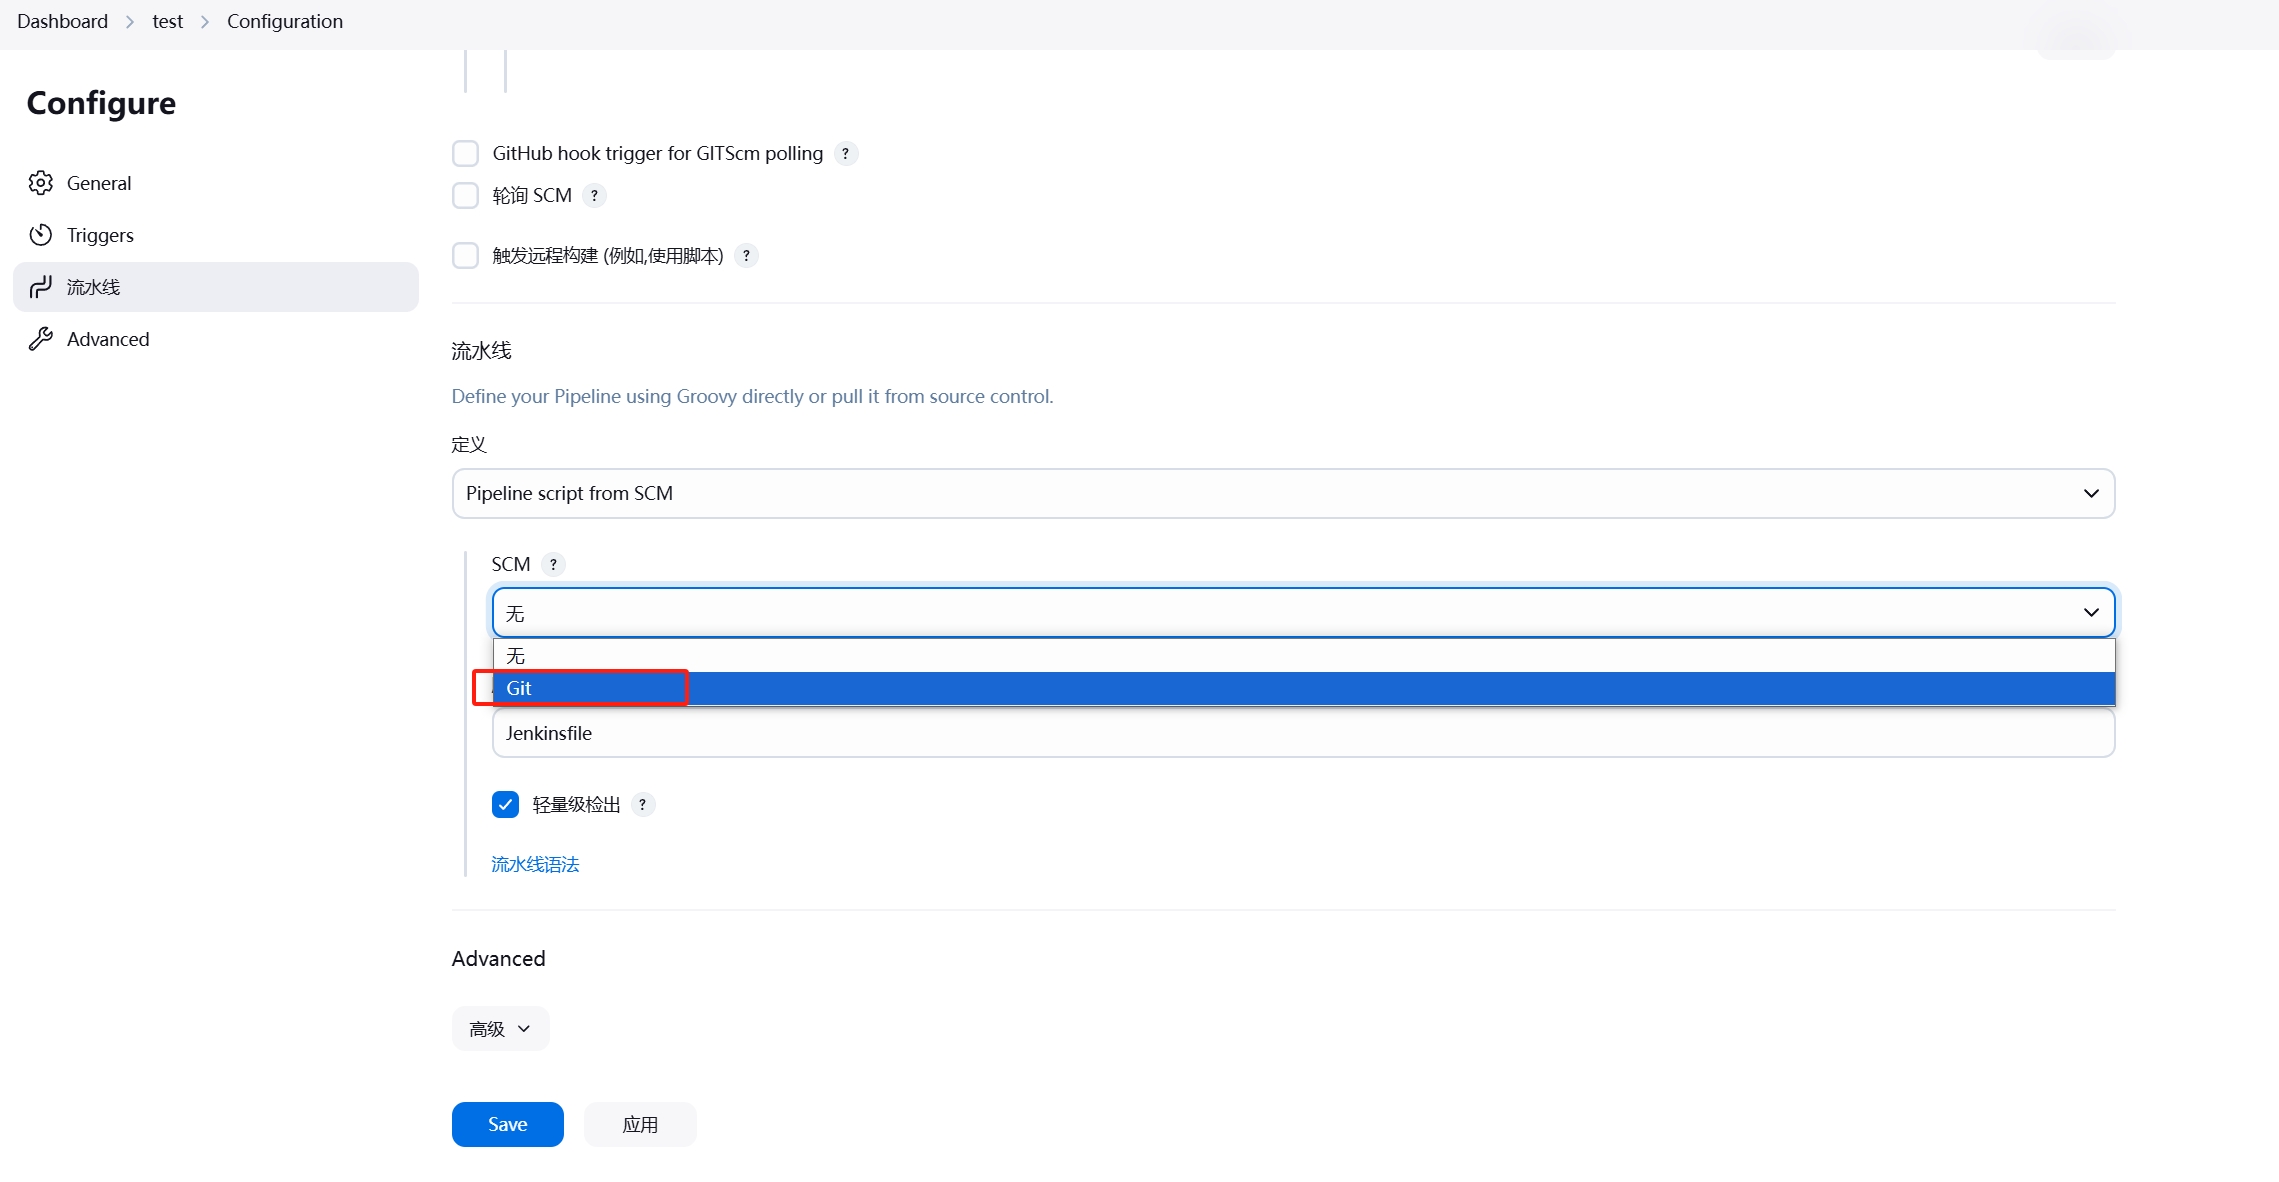 Dashboard > test > Configuration
Configure
General
Triggers
流水线
Advanced
GitHub hook trigger for GITScm polling ?
轮询 SCM ?
触发远程构建 (例如,使用脚本) ?
流水线
Define your Pipeline using Groovy directly or pull it from source control.
定义
Pipeline script from SCM
SCM ?
无
无
Git
Jenkinsfile
轻量级检出 ?
流水线语法
Advanced
高级
Save
应用